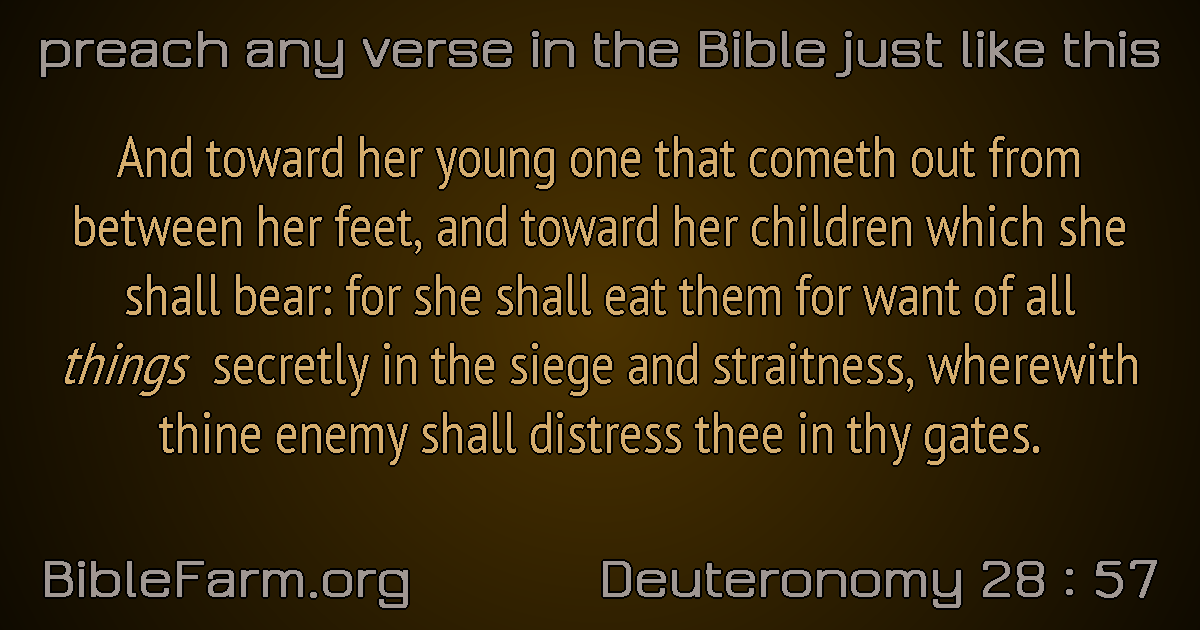 preach any verse in the Bible just like this
And toward her young one that cometh out from
between her feet, and toward her children which she
shall bear: for she shall eat them for want of all
things secretly in the siege and straitness, wherewith
thine enemy shall distress thee in thy gates.
BibleFarm.org
Deuteronomy 28 : 57